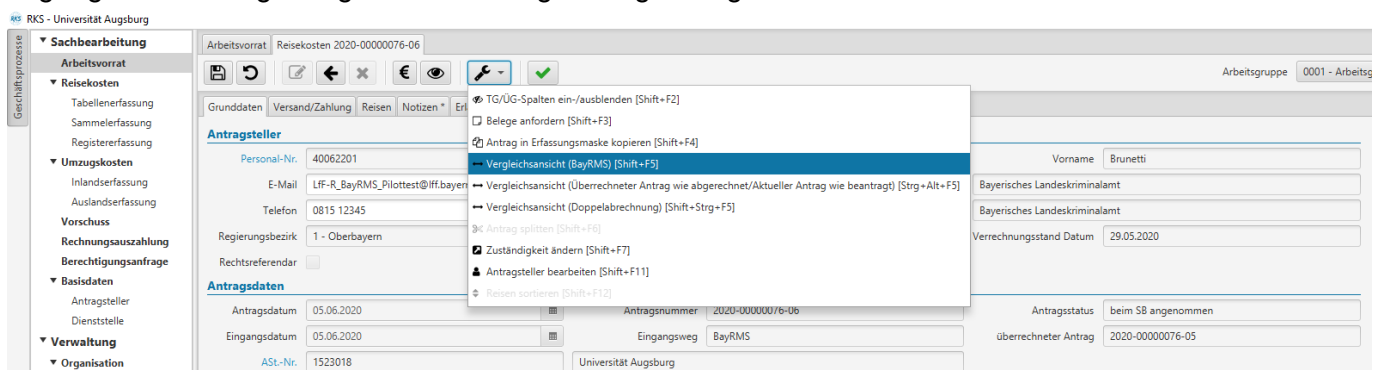 RKS RKS - Universität Augsburg
Geschäftsprozesse
Sachbearbeitung
Arbeitsvorrat
Reisekosten
Tabellenerfassung
Sammelerfassung
Registererfassung
Umzugskosten
Inlandserfassung
Auslandserfassung
Vorschuss
Rechnungsauszahlung
Berechtigungsanfrage
Basisdaten
Antragsteller
Dienststelle
Verwaltung
Organisation
Arbeitsvorrat Reisekosten 2020-00000076-06
Arbeitsgruppe 0001 - Arbeitsg
Grunddaten Versand/Zahlung Reisen Notizen *
TG/ÜG-Spalten ein-/ausblenden [Shift+F2]
Belege anfordern [Shift+F3]
Antrag in Erfassungsmaske kopieren [Shift+F4]
Vergleichsansicht (BayRMS) [Shift+F5]
Vergleichsansicht (Überrechneter Antrag wie abgerechnet/Aktueller Antrag wie beantragt) [Strg+Alt+F5]
Vergleichsansicht (Doppelabrechnung) [Shift+Strg+F5]
Antrag splitten [Shift+F6]
Zuständigkeit ändern [Shift+F7]
Antragsteller bearbeiten [Shift+F11]
Reisen sortieren [Shift+F12]
Antragsteller
Personal-Nr. 40062201 Vorname Brunetti
E-Mail LfF-R_BayRMS_Pilottest@lff.bayern Bayerisches Landeskriminalamt
Telefon 0815 12345 Bayerisches Landeskriminalamt
Regierungsbezirk 1 - Oberbayern Verrechnungsstand Datum 29.05.2020
Rechtsreferendar
Antragsdaten
Antragsdatum 05.06.2020 Antragsnummer 2020-00000076-06 Antragsstatus beim SB angenommen
Eingangsdatum 05.06.2020 Eingangsweg BayRMS überrechneter Antrag 2020-00000076-05
ASt.-Nr. 1523018 Universität Augsburg